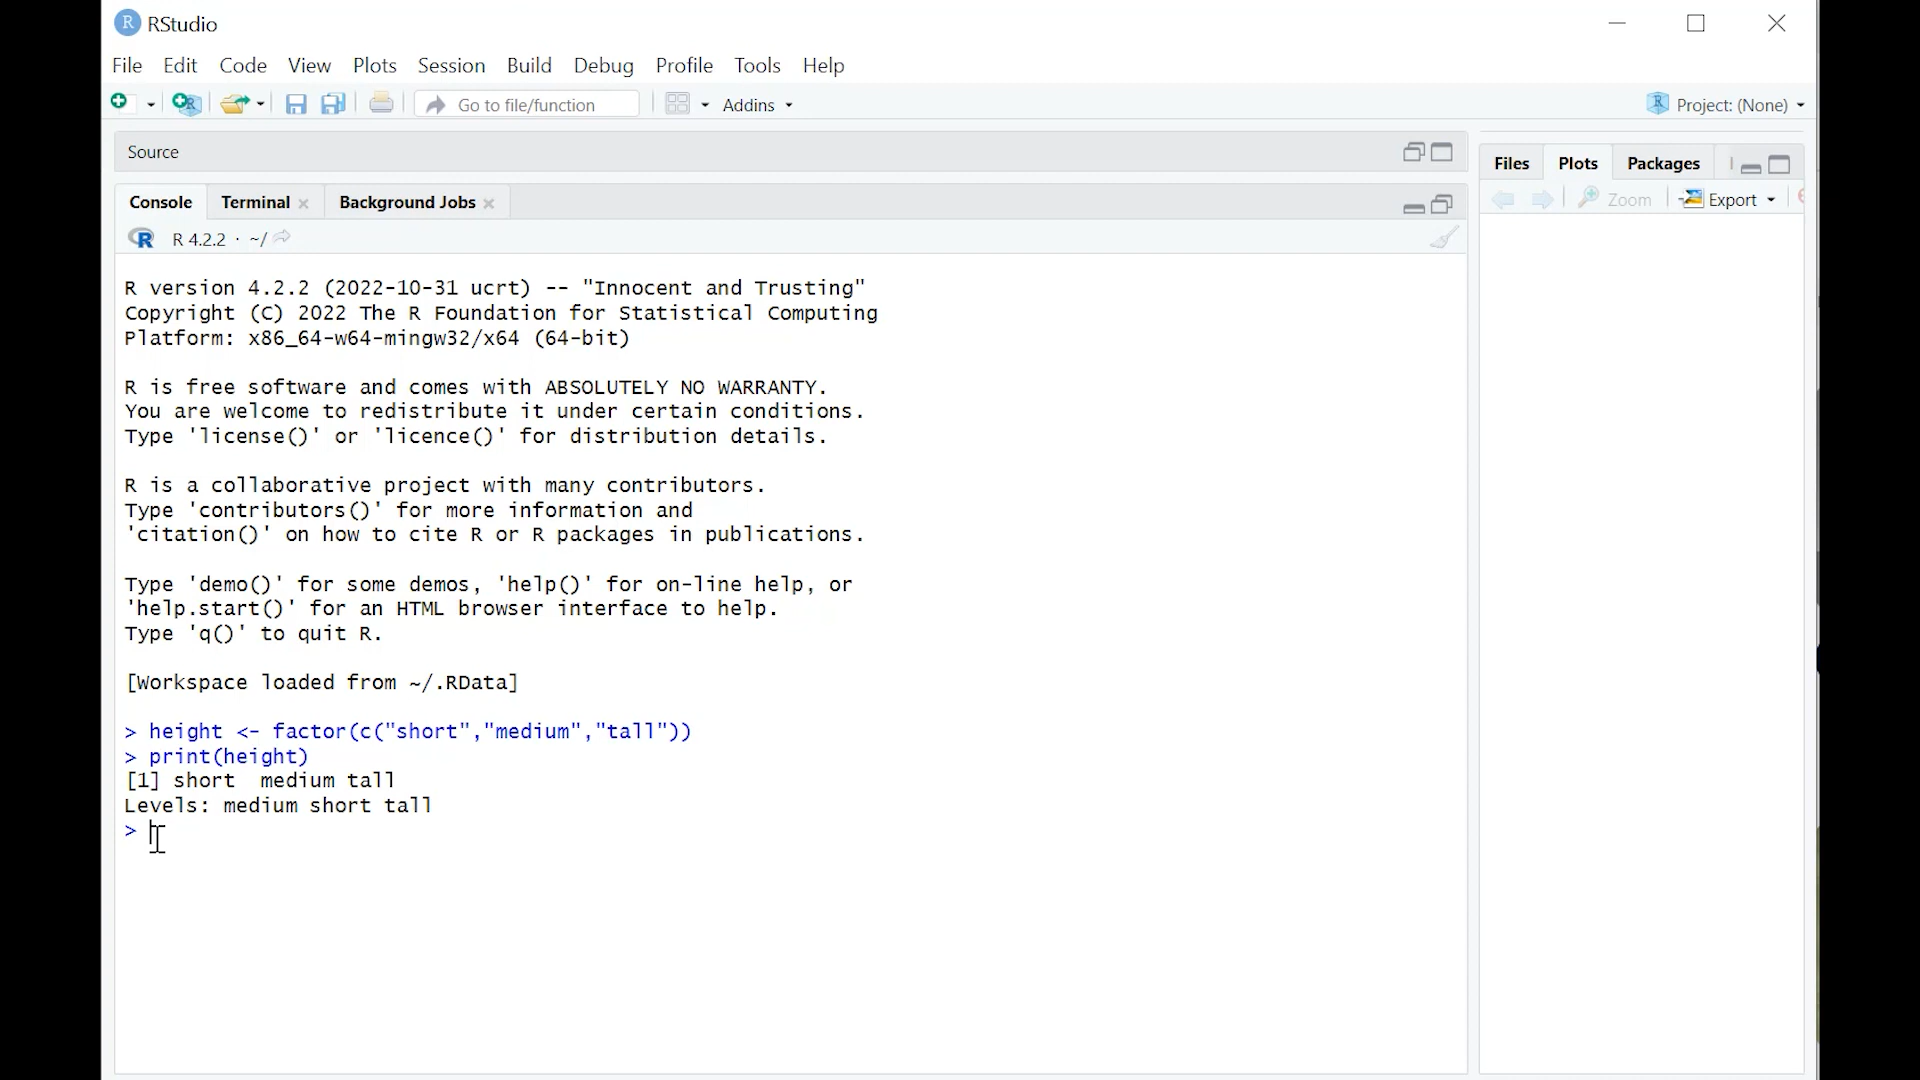 RStudio
File Edit Code View Plots Session Build Debug Profile Tools Help
Go to file/function Addins Project: (None)
Source
Files Plots Packages
Console Terminal Background Jobs
Zoom Export
R 4.2.2 · ~/
R version 4.2.2 (2022-10-31 ucrt) -- "Innocent and Trusting"
Copyright (C) 2022 The R Foundation for Statistical Computing
Platform: x86_64-w64-mingw32/x64 (64-bit)
R is free software and comes with ABSOLUTELY NO WARRANTY.
You are welcome to redistribute it under certain conditions.
Type 'license()' or 'licence()' for distribution details.
R is a collaborative project with many contributors.
Type 'contributors()' for more information and
'citation()' on how to cite R or R packages in publications.
Type 'demo()' for some demos, 'help()' for on-line help, or
'help.start()' for an HTML browser interface to help.
Type 'q()' to quit R.
[Workspace loaded from ~/.RData]
> height <- factor(c("short","medium","tall"))
> print(height)
[1] short  medium tall
Levels: medium short tall
>